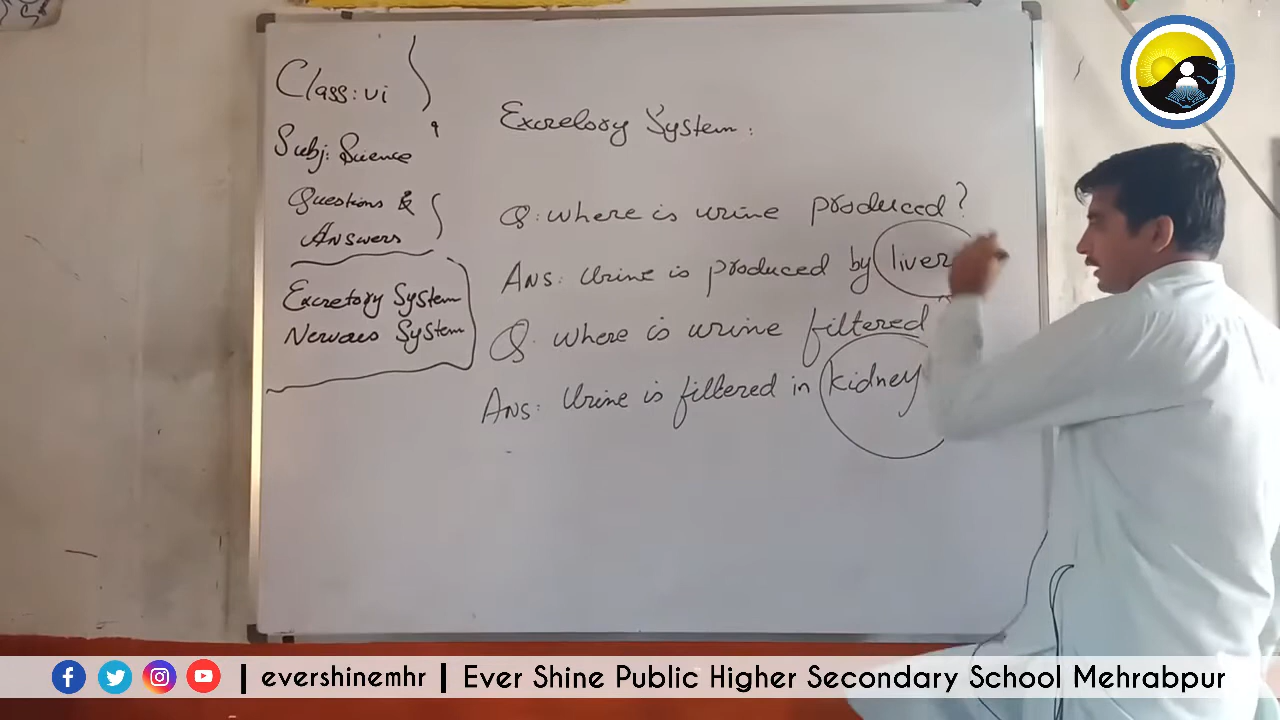 Class: vi
Subj: Science
Questions &
Answers
Excretory System
Nervous System
Excretory System:
Q: where is urine produced?
Ans: Urine is produced by liver
Q. where is urine filtered
Ans: Urine is filtered in kidney
| evershinemhr | Ever Shine Public Higher Secondary School Mehrabpur